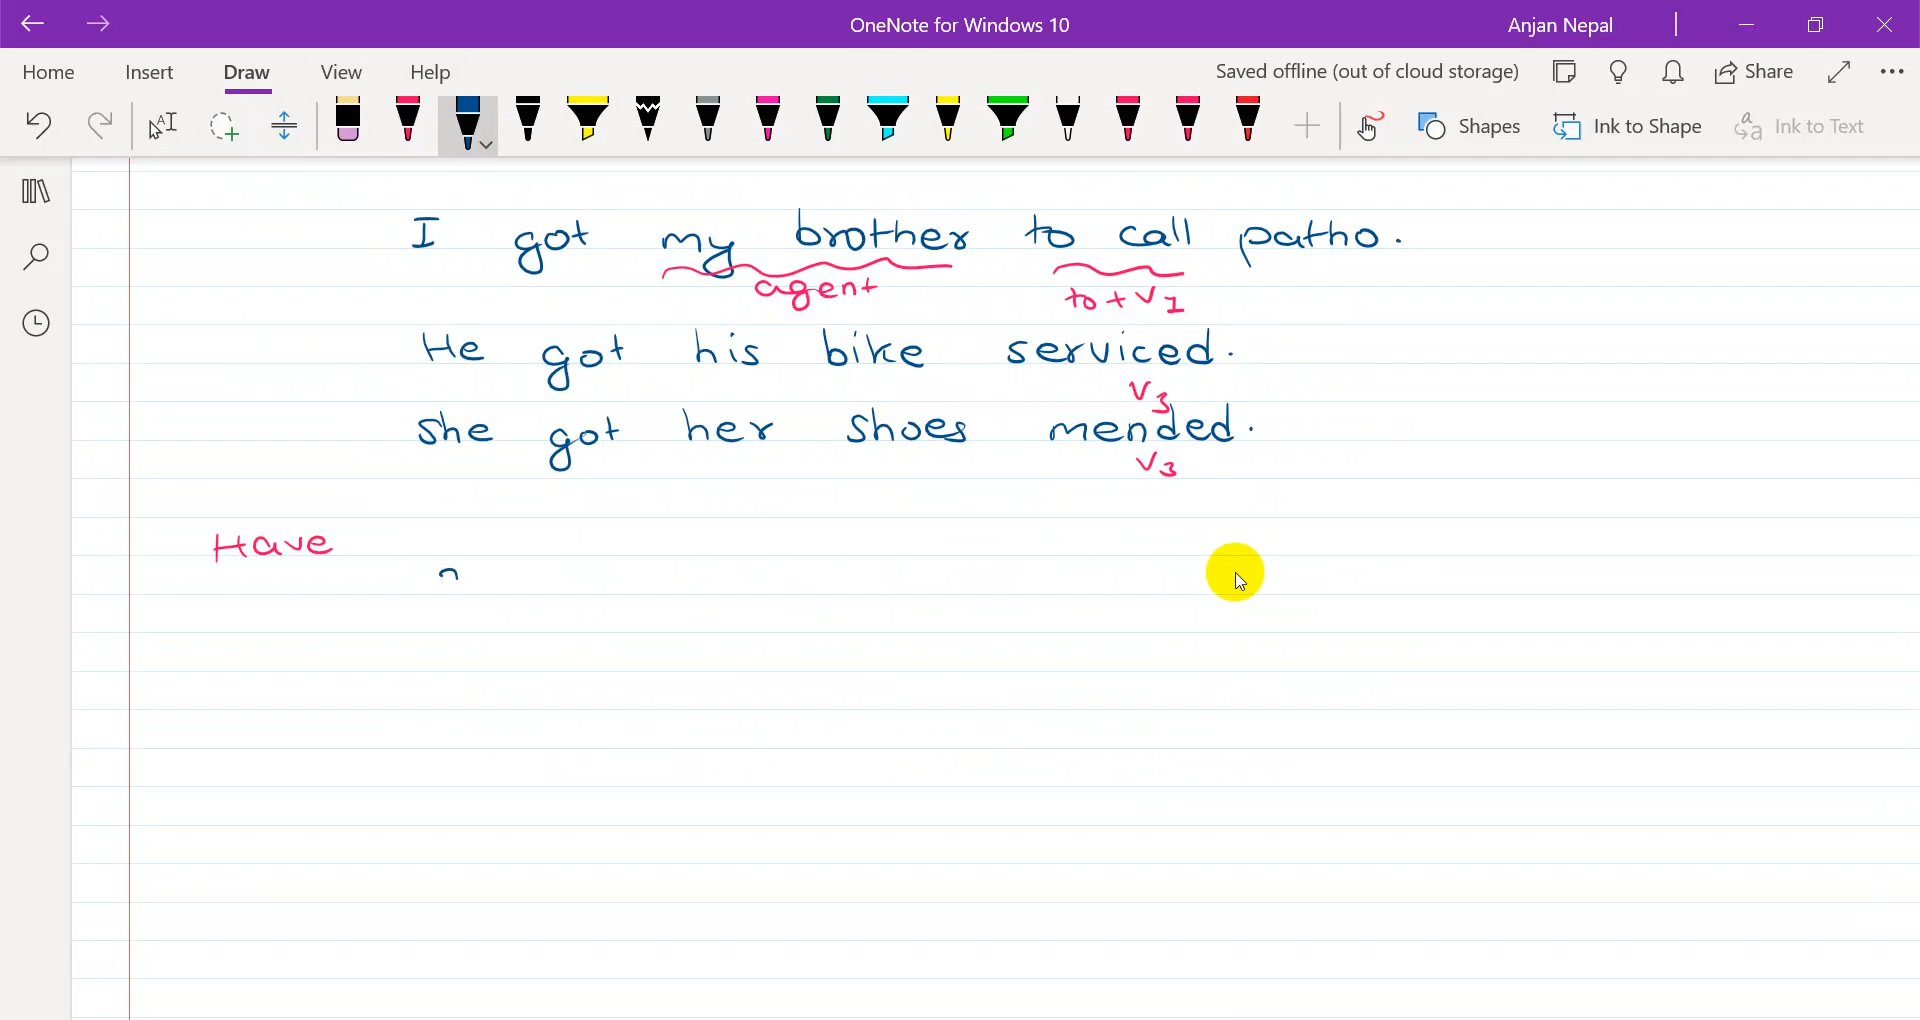 OneNote for Windows 10
Anjan Nepal
Home Insert Draw View Help
Saved offline (out of cloud storage)
Share
Shapes
Ink to Shape
Ink to Text
I got my brother to call patho.
agent to + V1
He got his bike serviced.
V3
She got her shoes mended.
V3
Have